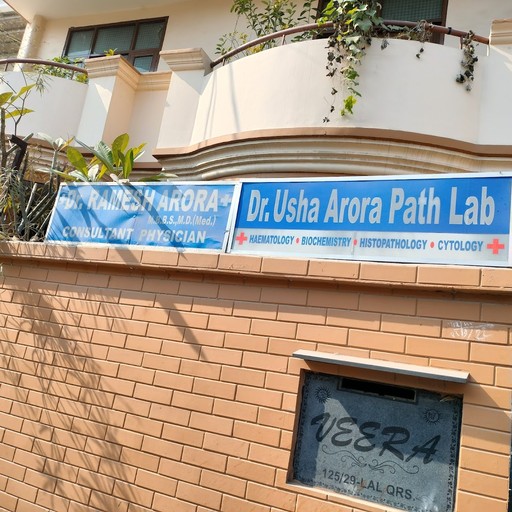 Dr. RAMESH ARORA
M.B.B.S., M.D.(Med.)
CONSULTANT PHYSICIAN
Dr. Usha Arora Path Lab
HAEMATOLOGY • BIOCHEMISTRY • HISTOPATHOLOGY • CYTOLOGY
VEERA
125/29-LAL QRS.